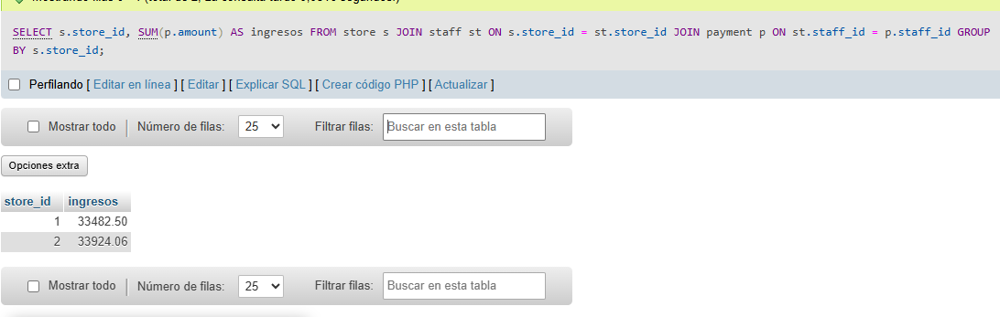 SELECT s.store_id, SUM(p.amount) AS ingresos FROM store s JOIN staff st ON s.store_id = st.store_id JOIN payment p ON st.staff_id = p.staff_id GROUP
BY s.store_id;
Perfilando [ Editar en línea ] [ Editar ] [ Explicar SQL ] [ Crear código PHP ] [ Actualizar ]
Mostrar todo | Número de filas: 25 Filtrar filas: Buscar en esta tabla
Opciones extra
store_id ingresos
1 33482.50
2 33924.06
Mostrar todo | Número de filas: 25 Filtrar filas: Buscar en esta tabla